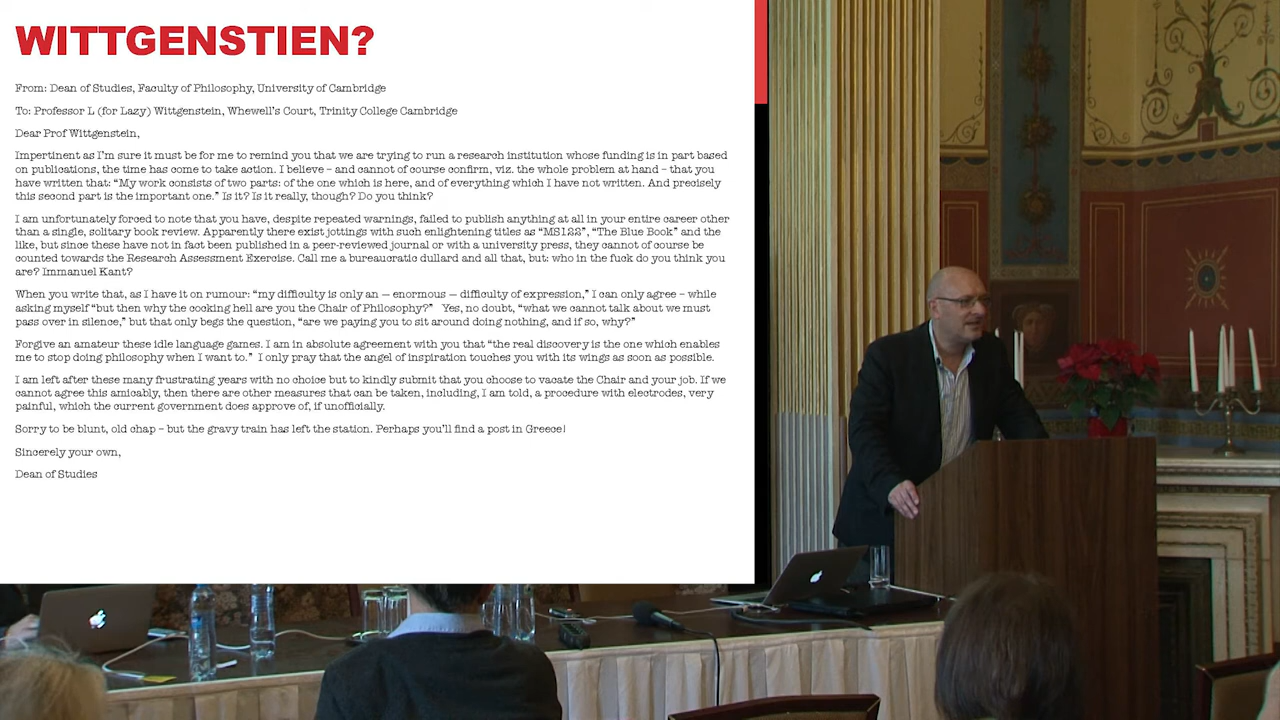 WITTGENSTIEN?
From: Dean of Studies, Faculty of Philosophy, University of Cambridge
To: Professor L (for Lazy) Wittgenstein, Whewell's Court, Trinity College Cambridge
Dear Prof Wittgenstein,
Impertinent as I'm sure it must be for me to remind you that we are trying to run a research institution whose funding is in part based
on publications, the time has come to take action. I believe – and cannot of course confirm, viz. the whole problem at hand – that you
have written that: "My work consists of two parts: of the one which is here, and of everything which I have not written. And precisely
this second part is the important one." Is it? Is it really, though? Do you think?
I am unfortunately forced to note that you have, despite repeated warnings, failed to publish anything at all in your entire career other
than a single, solitary book review. Apparently there exist jottings with such enlightening titles as "MS122", "The Blue Book" and the
like, but since these have not in fact been published in a peer-reviewed journal or with a university press, they cannot of course be
counted towards the Research Assessment Exercise. Call me a bureaucratic dullard and all that, but: who in the fuck do you think you
are? Immanuel Kant?
When you write that, as I have it on rumour: "my difficulty is only an — enormous — difficulty of expression," I can only agree – while
asking myself "but then why the cocking hell are you the Chair of Philosophy?" Yes, no doubt, "what we cannot talk about we must
pass over in silence," but that only begs the question, "are we paying you to sit around doing nothing, and if so, why?"
Forgive an amateur these idle language games. I am in absolute agreement with you that "the real discovery is the one which enables
me to stop doing philosophy when I want to." I only pray that the angel of inspiration touches you with its wings as soon as possible.
I am left after these many frustrating years with no choice but to kindly submit that you choose to vacate the Chair and your job. If we
cannot agree this amicably, then there are other measures that can be taken, including, I am told, a procedure with electrodes, very
painful, which the current government does approve of, if unofficially.
Sorry to be blunt, old chap – but the gravy train has left the station. Perhaps you'll find a post in Greece!
Sincerely your own,
Dean of Studies